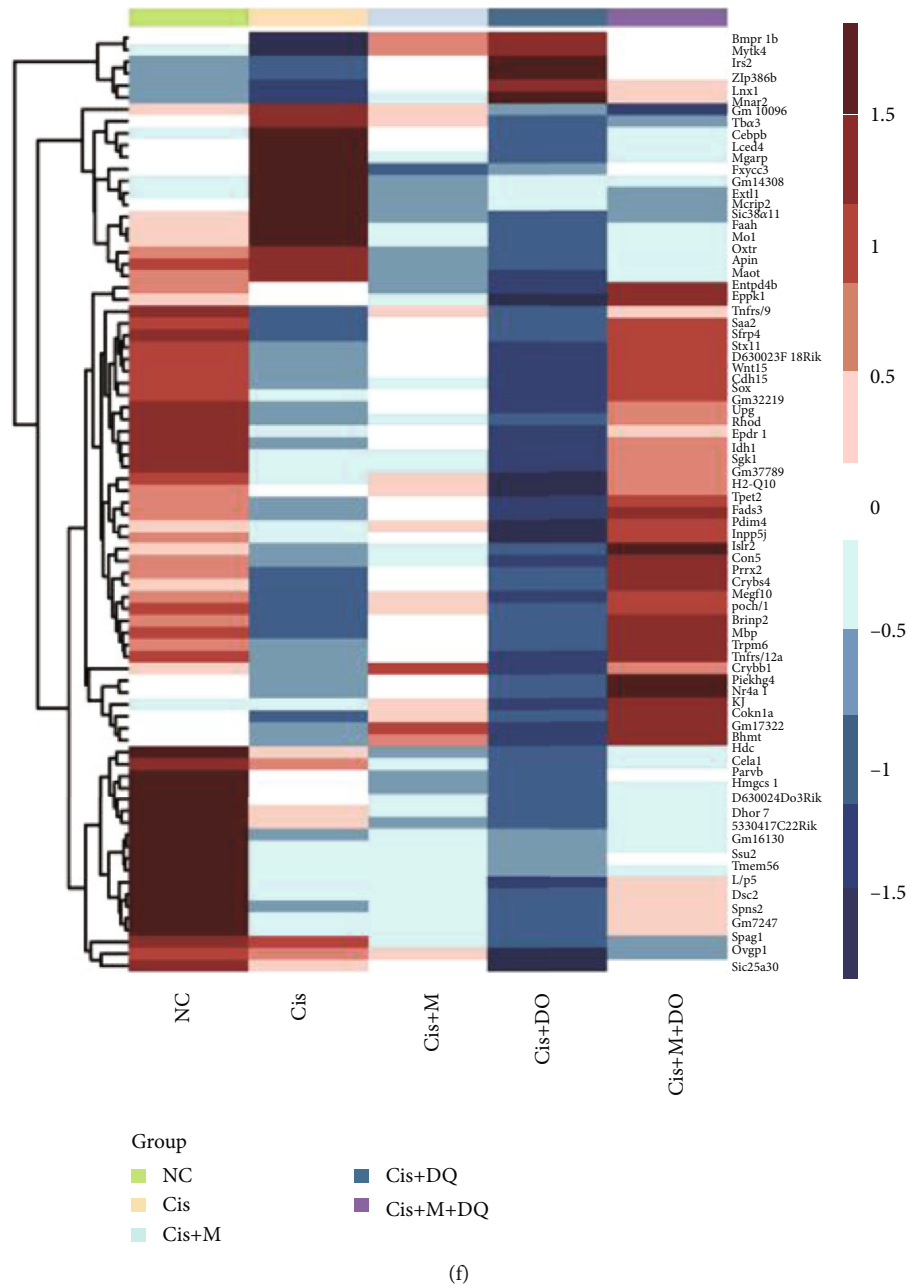 Bmpr 1b
Mytk4
Irs2
ZIp386b
Lnx1
Mnar2
Gm 10096
Tbα3
Cebpb
Lced4
Mgarp
Fxycc3
Gm14308
Extl1
Mcrip2
Sic38α11
Faah
Mo1
Oxtr
Apin
Maot
Entpd4b
Eppk1
Tnfrs/9
Saa2
Sfrp4
Stx11
D630023F 18Rik
Wnt15
Cdh15
Sox
Gm32219
Upg
Rhod
Epdr 1
Idh1
Sgk1
Gm37789
H2-Q10
Tpet2
Fads3
Pdim4
Inpp5j
Islr2
Con5
Prrx2
Crybs4
Megf10
poch/1
Brinp2
Mbp
Trpm6
Tnfrs/12a
Crybb1
Piekhg4
Nr4a 1
KJ
Cokn1a
Gm17322
Bhmt
Hdc
Cela1
Parvb
Hmgcs 1
D630024Do3Rik
Dhor 7
5330417C22Rik
Gm16130
Ssu2
Tmem56
L/p5
Dsc2
Spns2
Gm7247
Spag1
Ovgp1
Sic25a30
1.5
1
0.5
0
−0.5
−1
−1.5
NC
Cis
Cis+M
Cis+DO
Cis+M+DO
Group
NC
Cis
Cis+M
Cis+DQ
Cis+M+DQ
(f)